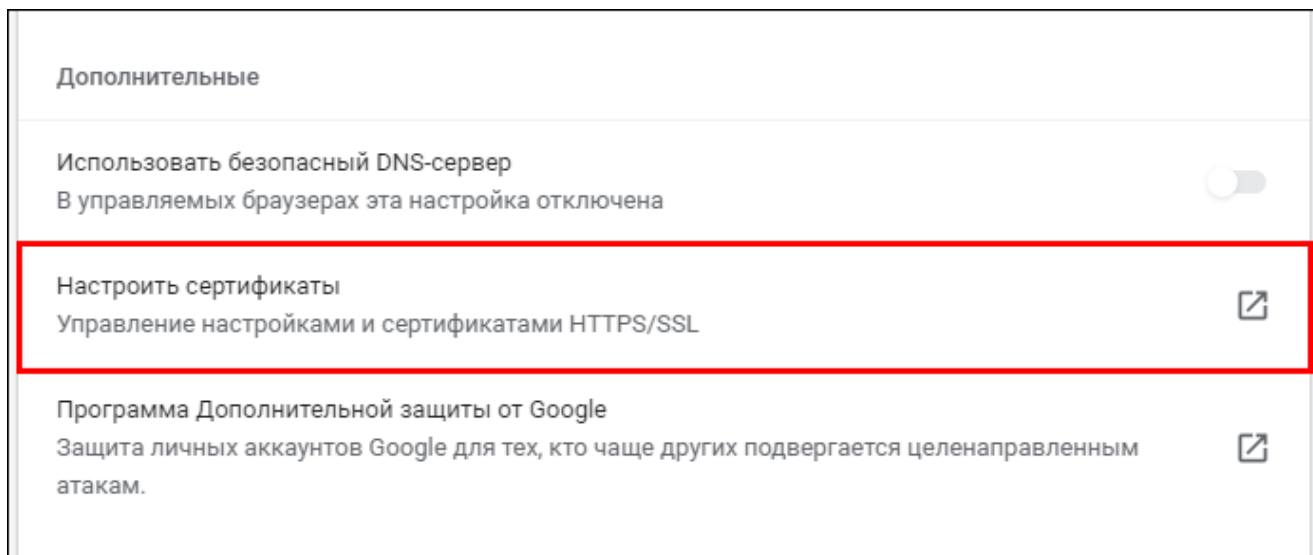 Дополнительные
Использовать безопасный DNS-сервер
В управляемых браузерах эта настройка отключена
Настроить сертификаты
Управление настройками и сертификатами HTTPS/SSL
Программа Дополнительной защиты от Google
Защита личных аккаунтов Google для тех, кто чаще других подвергается целенаправленным
атакам.